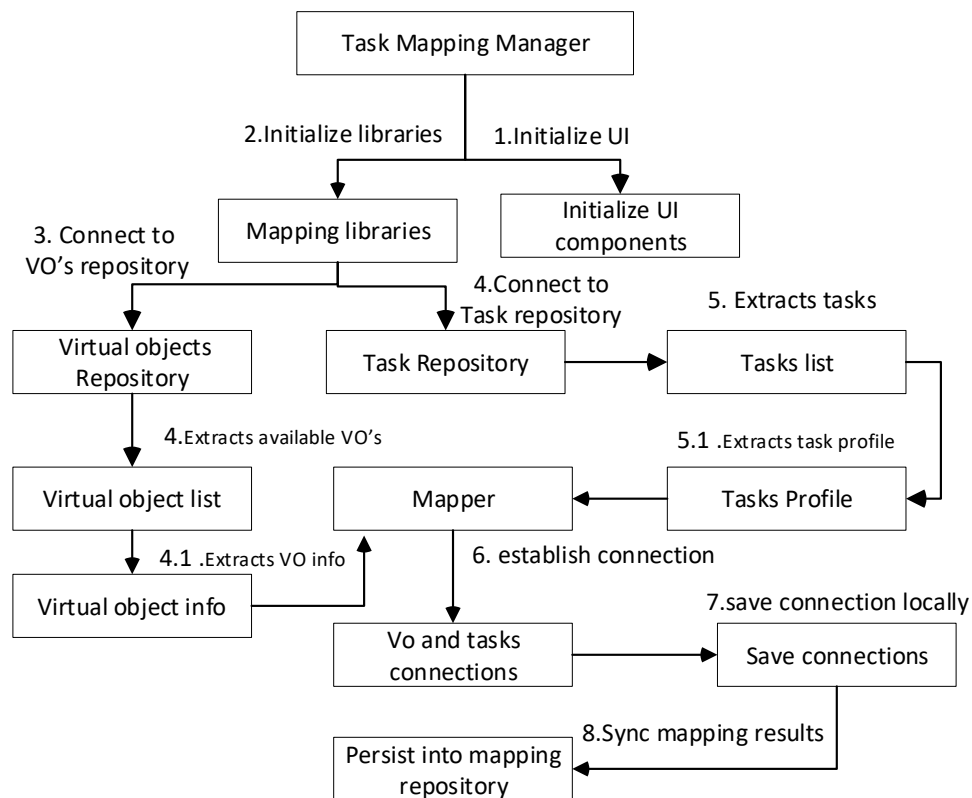 Task Mapping Manager
2.Initialize libraries
1.Initialize UI
Mapping libraries
Initialize UI
components
3. Connect to
VO’s repository
4.Connect to
Task repository
5. Extracts tasks
Virtual objects
Repository
Task Repository
Tasks list
4.Extracts available VO’s
5.1 .Extracts task profile
Virtual object list
Mapper
Tasks Profile
4.1 .Extracts VO info
6. establish connection
Virtual object info
7.save connection locally
Vo and tasks
connections
Save connections
8.Sync mapping results
Persist into mapping
repository